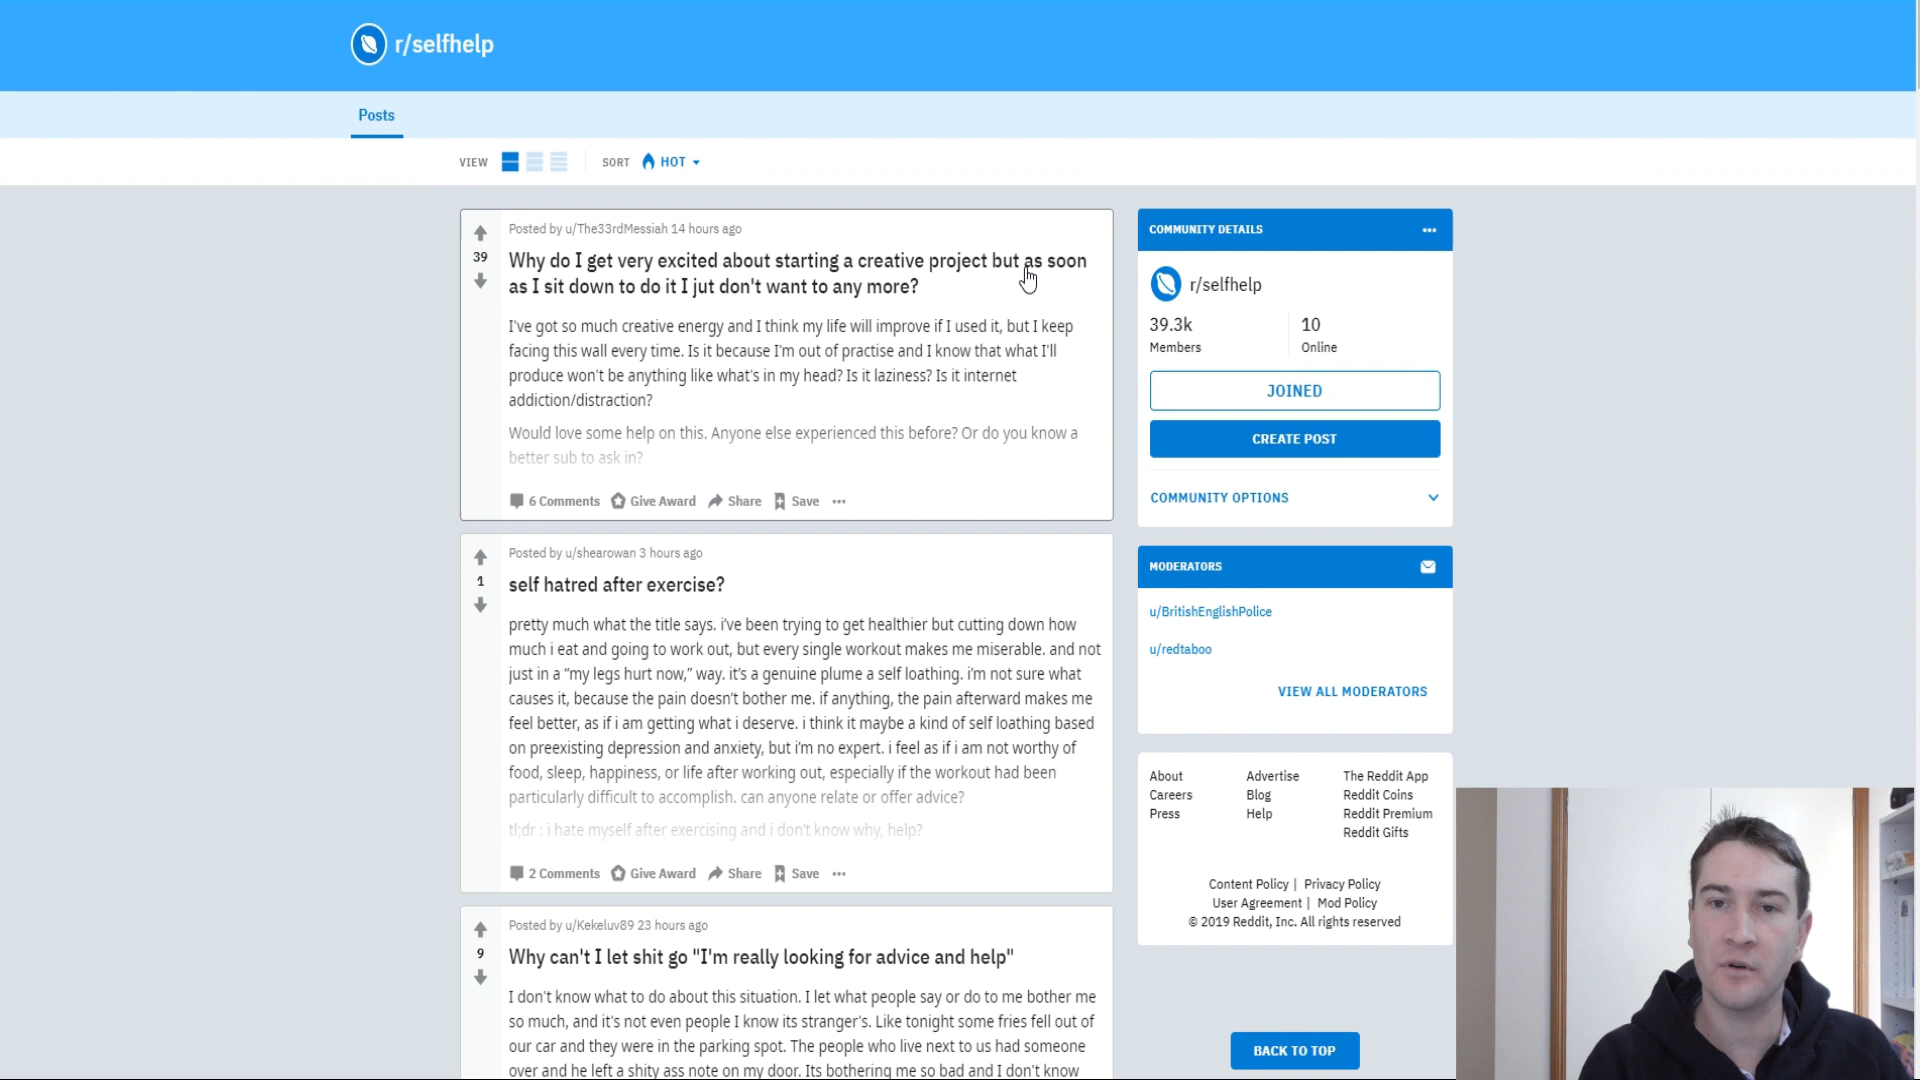 r/selfhelp
Posts
VIEW
SORT HOT
Posted by u/The33rdMessiah 14 hours ago
39
Why do I get very excited about starting a creative project but as soon
as I sit down to do it I jut don't want to any more?
I've got so much creative energy and I think my life will improve if I used it, but I keep
facing this wall every time. Is it because I'm out of practise and I know that what I'll
produce won't be anything like what's in my head? Is it laziness? Is it internet
addiction/distraction?
Would love some help on this. Anyone else experienced this before? Or do you know a
better sub to ask in?
6 Comments Give Award Share Save
Posted by u/shearowan 3 hours ago
1
self hatred after exercise?
pretty much what the title says. i've been trying to get healthier but cutting down how
much i eat and going to work out, but every single workout makes me miserable. and not
just in a “my legs hurt now,” way. it’s a genuine plume a self loathing. i’m not sure what
causes it, because the pain doesn’t bother me. if anything, the pain afterward makes me
feel better, as if i am getting what i deserve. i think it maybe a kind of self loathing based
on preexisting depression and anxiety, but i’m no expert. i feel as if i am not worthy of
food, sleep, happiness, or life after working out, especially if the workout had been
particularly difficult to accomplish. can anyone relate or offer advice?
tl;dr : i hate myself after exercising and i don’t know why, help?
2 Comments Give Award Share Save
Posted by u/Kekeluv89 23 hours ago
9
Why can't I let shit go "I'm really looking for advice and help"
I don't know what to do about this situation. I let what people say or do to me bother me
so much, and it's not even people I know its stranger's. Like tonight some fries fell out of
our car and they were in the parking spot. The people who live next to us had someone
over and he left a shity ass note on my door. Its bothering me so bad and I don't know
COMMUNITY DETAILS
r/selfhelp
39.3k 10
Members Online
JOINED
CREATE POST
COMMUNITY OPTIONS
MODERATORS
u/BritishEnglishPolice
u/redtaboo
VIEW ALL MODERATORS
About Advertise The Reddit App
Careers Blog Reddit Coins
Press Help Reddit Premium
Reddit Gifts
Content Policy | Privacy Policy
User Agreement | Mod Policy
© 2019 Reddit, Inc. All rights reserved
BACK TO TOP